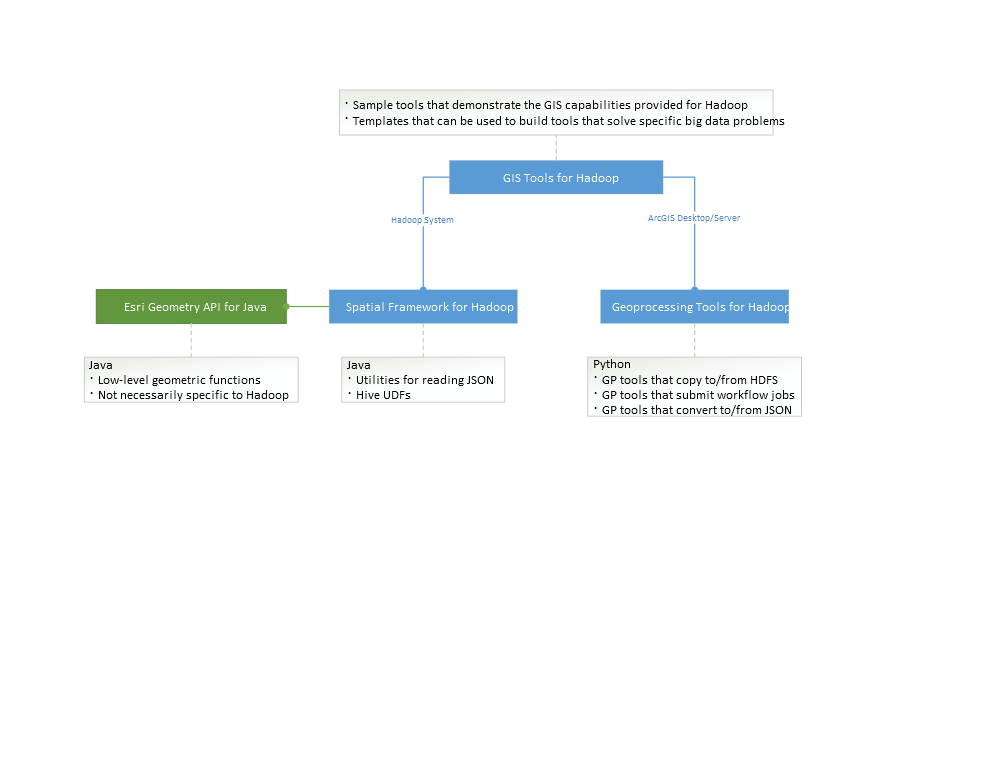 · Sample tools that demonstrate the GIS capabilities provided for Hadoop
· Templates that can be used to build tools that solve specific big data problems
GIS Tools for Hadoop
Hadoop System
ArcGIS Desktop/Server
Esri Geometry API for Java
Spatial Framework for Hadoop
Geoprocessing Tools for Hadoop
Java
· Low-level geometric functions
· Not necessarily specific to Hadoop
Java
· Utilities for reading JSON
· Hive UDFs
Python
· GP tools that copy to/from HDFS
· GP tools that submit workflow jobs
· GP tools that convert to/from JSON